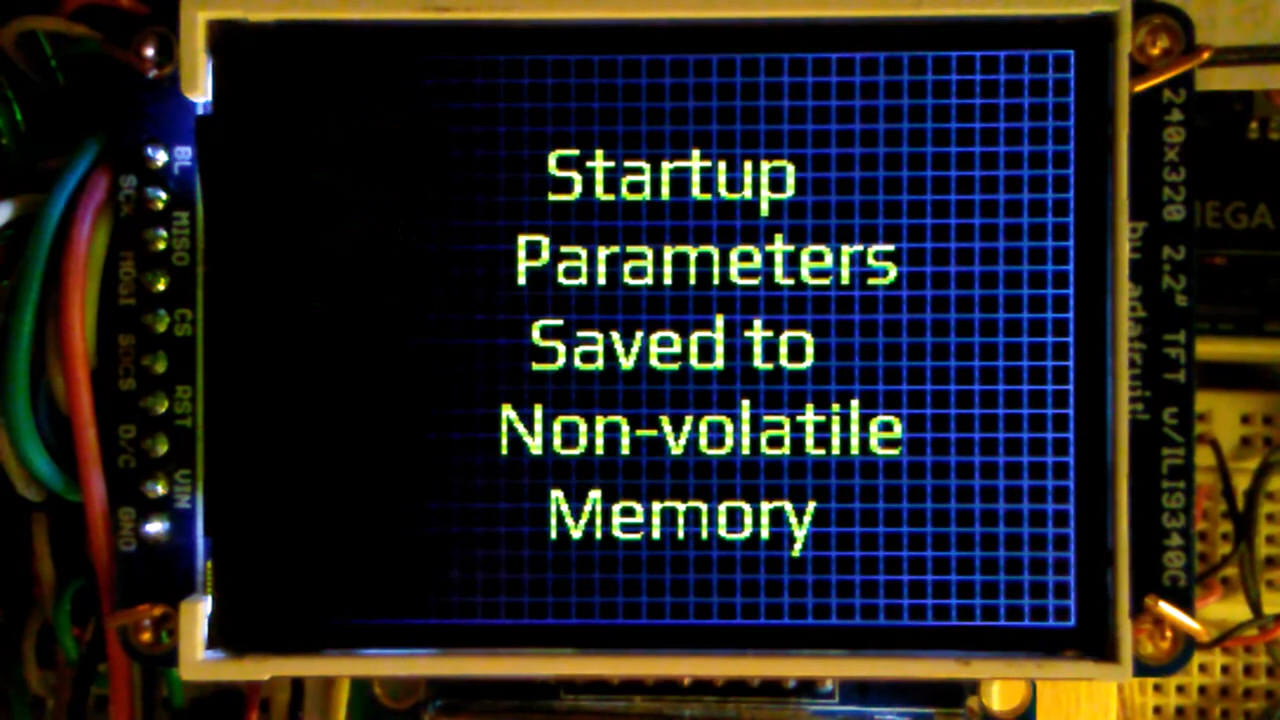 Startup
Parameters
Saved to
Non-volatile
Memory
BL
SCK
MISO
MOSI
CS
SDCS
RST
D/C
VIN
GND
240x320 2.2" TFT w/ILI9340C
by adafruit!
MEGA